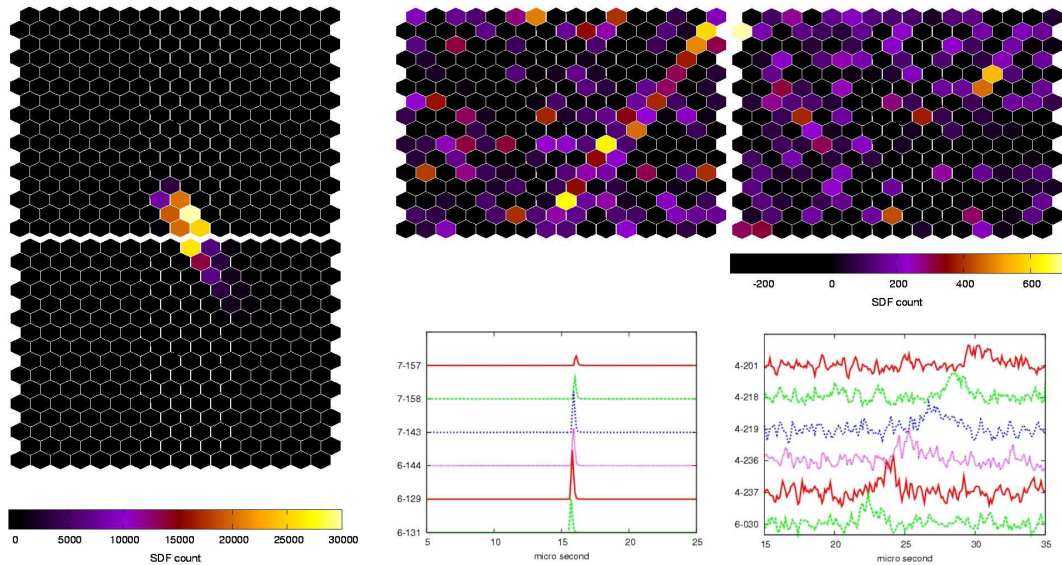 0 5000 10000 15000 20000 25000 30000
SDF count
-200 0 200 400 600
SDF count
7-157
7-158
7-143
6-144
6-129
6-131
5 10 15 20 25
micro second
4-201
4-218
4-219
4-236
4-237
6-030
15 20 25 30 35
micro second